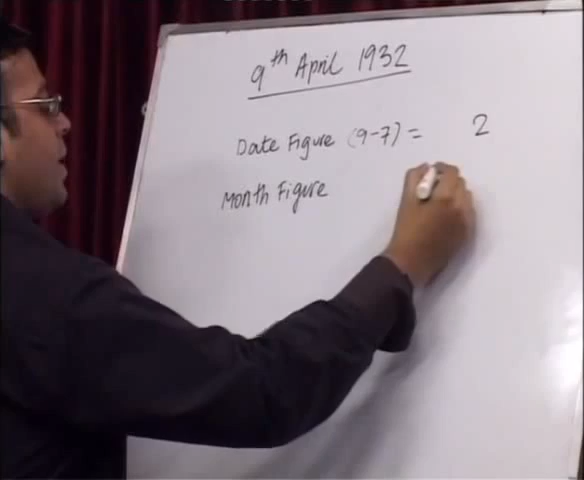 9th April 1932
Date Figure (9-7) = 2
Month Figure